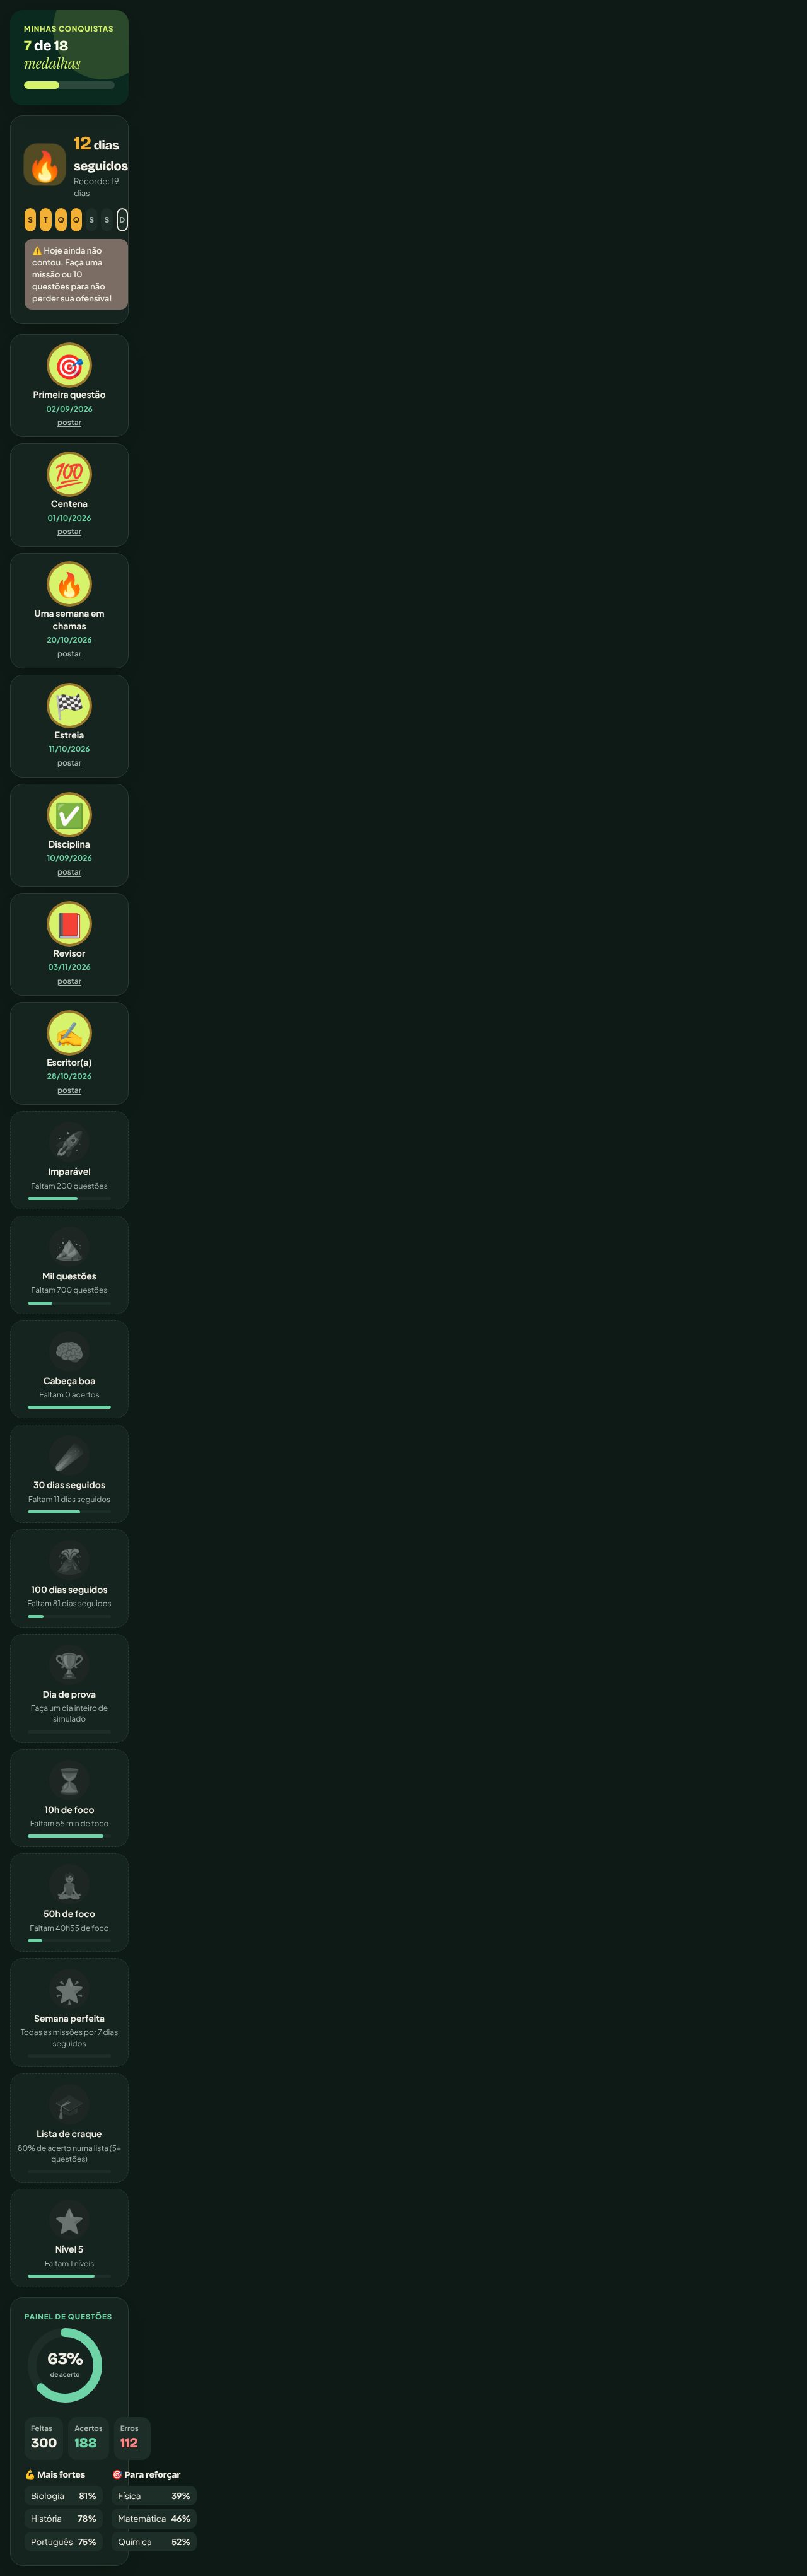 MINHAS CONQUISTAS
7 de 18
medalhas
12 dias
seguidos
Recorde: 19
dias
S T Q Q S S D
⚠️ Hoje ainda não
contou. Faça uma
missão ou 10
questões para não
perder sua ofensiva!
Primeira questão
02/09/2026
postar
Centena
01/10/2026
postar
Uma semana em
chamas
20/10/2026
postar
Estreia
11/10/2026
postar
Disciplina
10/09/2026
postar
Revisor
03/11/2026
postar
Escritor(a)
28/10/2026
postar
Imparável
Faltam 200 questões
Mil questões
Faltam 700 questões
Cabeça boa
Faltam 0 acertos
30 dias seguidos
Faltam 11 dias seguidos
100 dias seguidos
Faltam 81 dias seguidos
Dia de prova
Faça um dia inteiro de
simulado
10h de foco
Faltam 55 min de foco
50h de foco
Faltam 40h55 de foco
Semana perfeita
Todas as missões por 7 dias
seguidos
Lista de craque
80% de acerto numa lista (5+
questões)
Nível 5
Faltam 1 níveis
PAINEL DE QUESTÕES
63%
de acerto
Feitas Acertos Erros
300 188 112
💪 Mais fortes 🎯 Para reforçar
Biologia 81% Física 39%
História 78% Matemática 46%
Português 75% Química 52%